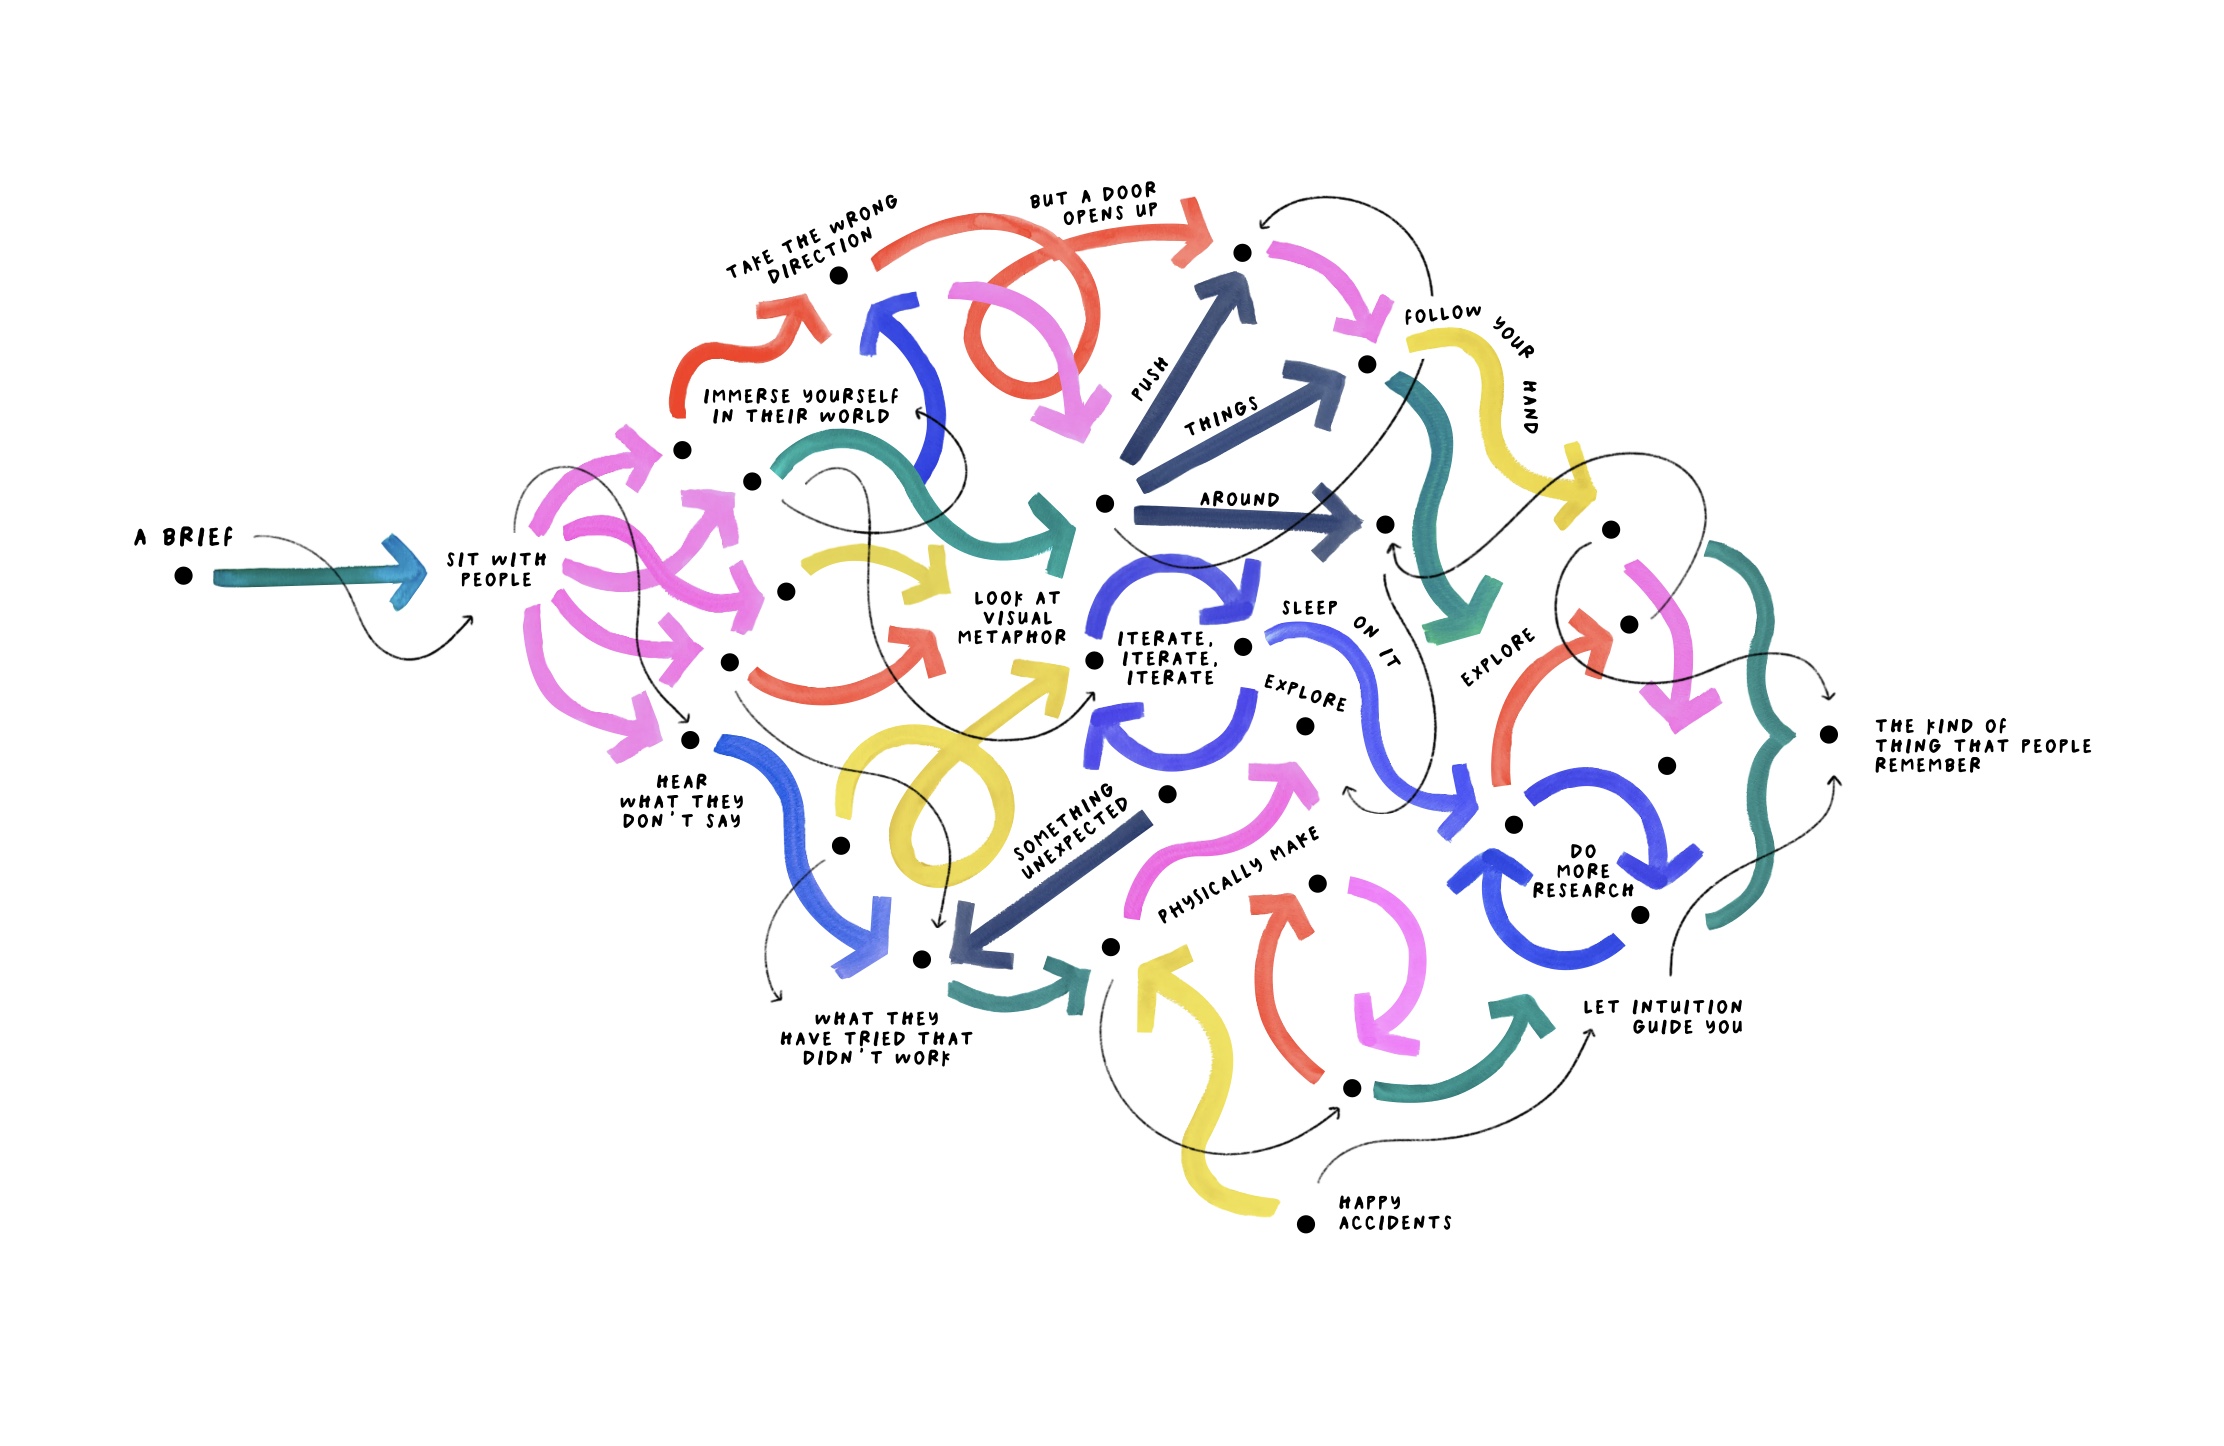 A BRIEF
SIT WITH
PEOPLE
TAKE THE WRONG
DIRECTION
BUT A DOOR
OPENS UP
IMMERSE YOURSELF
IN THEIR WORLD
HEAR
WHAT THEY
DON'T SAY
LOOK AT
VISUAL
METAPHOR
WHAT THEY
HAVE TRIED THAT
DIDN'T WORK
SOMETHING
UNEXPECTED
ITERATE,
ITERATE,
ITERATE
PUSH
THINGS
AROUND
FOLLOW YOUR HAND
SLEEP ON IT
EXPLORE
EXPLORE
PHYSICALLY MAKE
DO
MORE
RESEARCH
HAPPY
ACCIDENTS
LET INTUITION
GUIDE YOU
THE KIND OF
THING THAT PEOPLE
REMEMBER